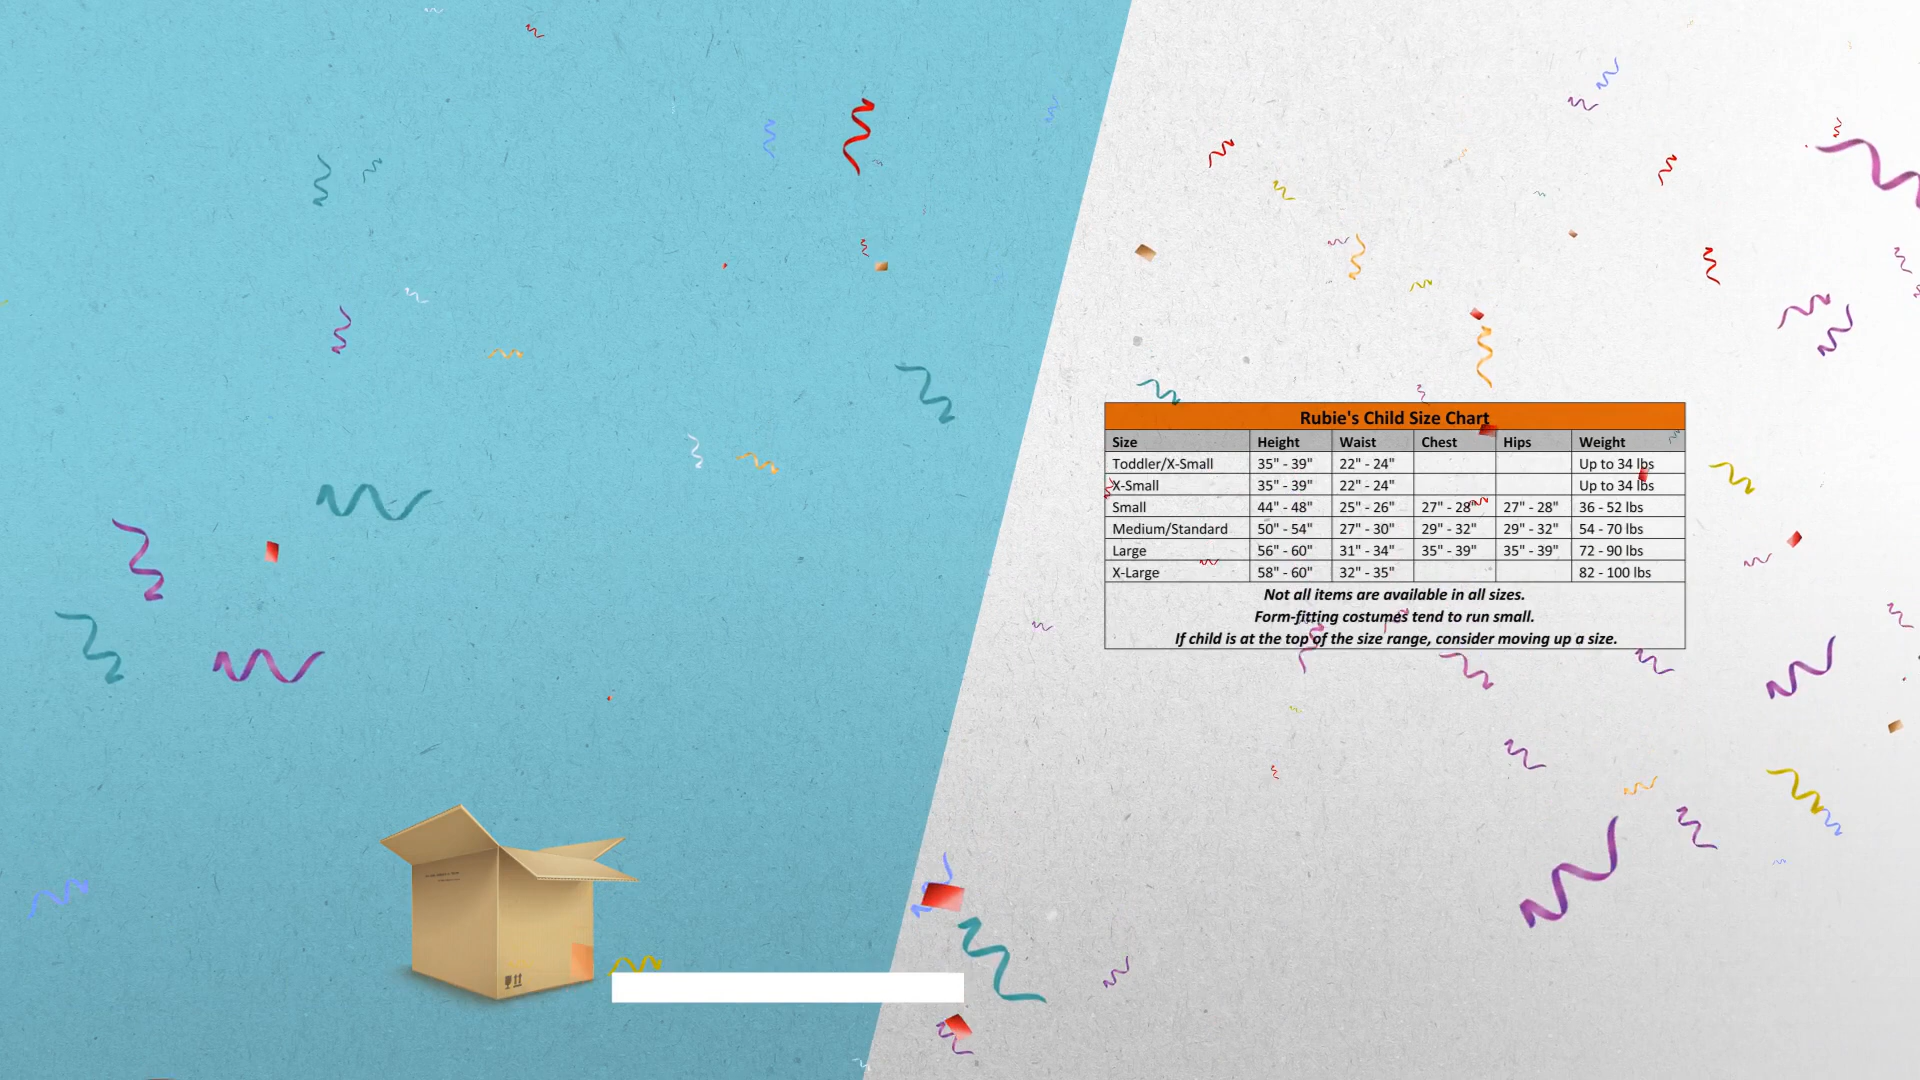 Rubie's Child Size Chart
Size Height Waist Chest Hips Weight
Toddler/X-Small 35" - 39" 22" - 24" Up to 34 lbs
X-Small 35" - 39" 22" - 24" Up to 34 lbs
Small 44" - 48" 25" - 26" 27" - 28" 27" - 28" 36 - 52 lbs
Medium/Standard 50" - 54" 27" - 30" 29" - 32" 29" - 32" 54 - 70 lbs
Large 56" - 60" 31" - 34" 35" - 39" 35" - 39" 72 - 90 lbs
X-Large 58" - 60" 32" - 35" 82 - 100 lbs
Not all items are available in all sizes.
Form-fitting costumes tend to run small.
If child is at the top of the size range, consider moving up a size.